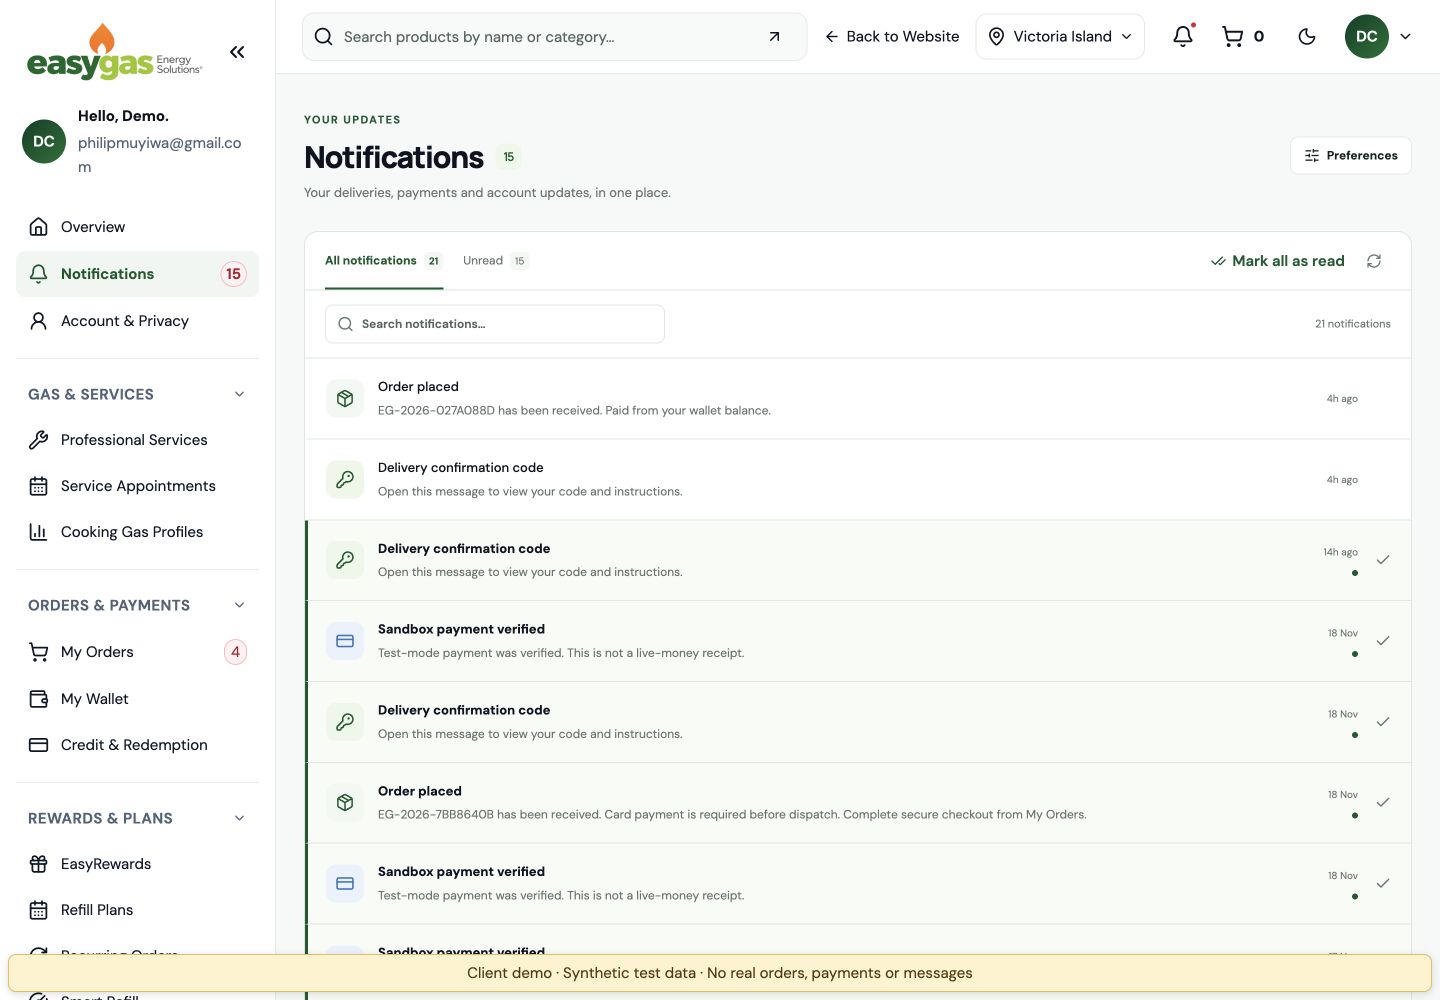 easygas Energy Solutions
Search products by name or category...
Back to Website
Victoria Island
0
DC
DC
Hello, Demo.
philipmuyiwa@gmail.co
m
Overview
Notifications 15
Account & Privacy
GAS & SERVICES
Professional Services
Service Appointments
Cooking Gas Profiles
ORDERS & PAYMENTS
My Orders 4
My Wallet
Credit & Redemption
REWARDS & PLANS
EasyRewards
Refill Plans
Recurring Orders
Smart Refill
YOUR UPDATES
Notifications 15
Preferences
Your deliveries, payments and account updates, in one place.
All notifications 21 Unread 15
Mark all as read
Search notifications...
21 notifications
Order placed
EG-2026-027A088D has been received. Paid from your wallet balance.
4h ago
Delivery confirmation code
Open this message to view your code and instructions.
4h ago
Delivery confirmation code
Open this message to view your code and instructions.
14h ago
Sandbox payment verified
Test-mode payment was verified. This is not a live-money receipt.
18 Nov
Delivery confirmation code
Open this message to view your code and instructions.
18 Nov
Order placed
EG-2026-7BB8640B has been received. Card payment is required before dispatch. Complete secure checkout from My Orders.
18 Nov
Sandbox payment verified
Test-mode payment was verified. This is not a live-money receipt.
18 Nov
Sandbox payment verified
Client demo · Synthetic test data · No real orders, payments or messages